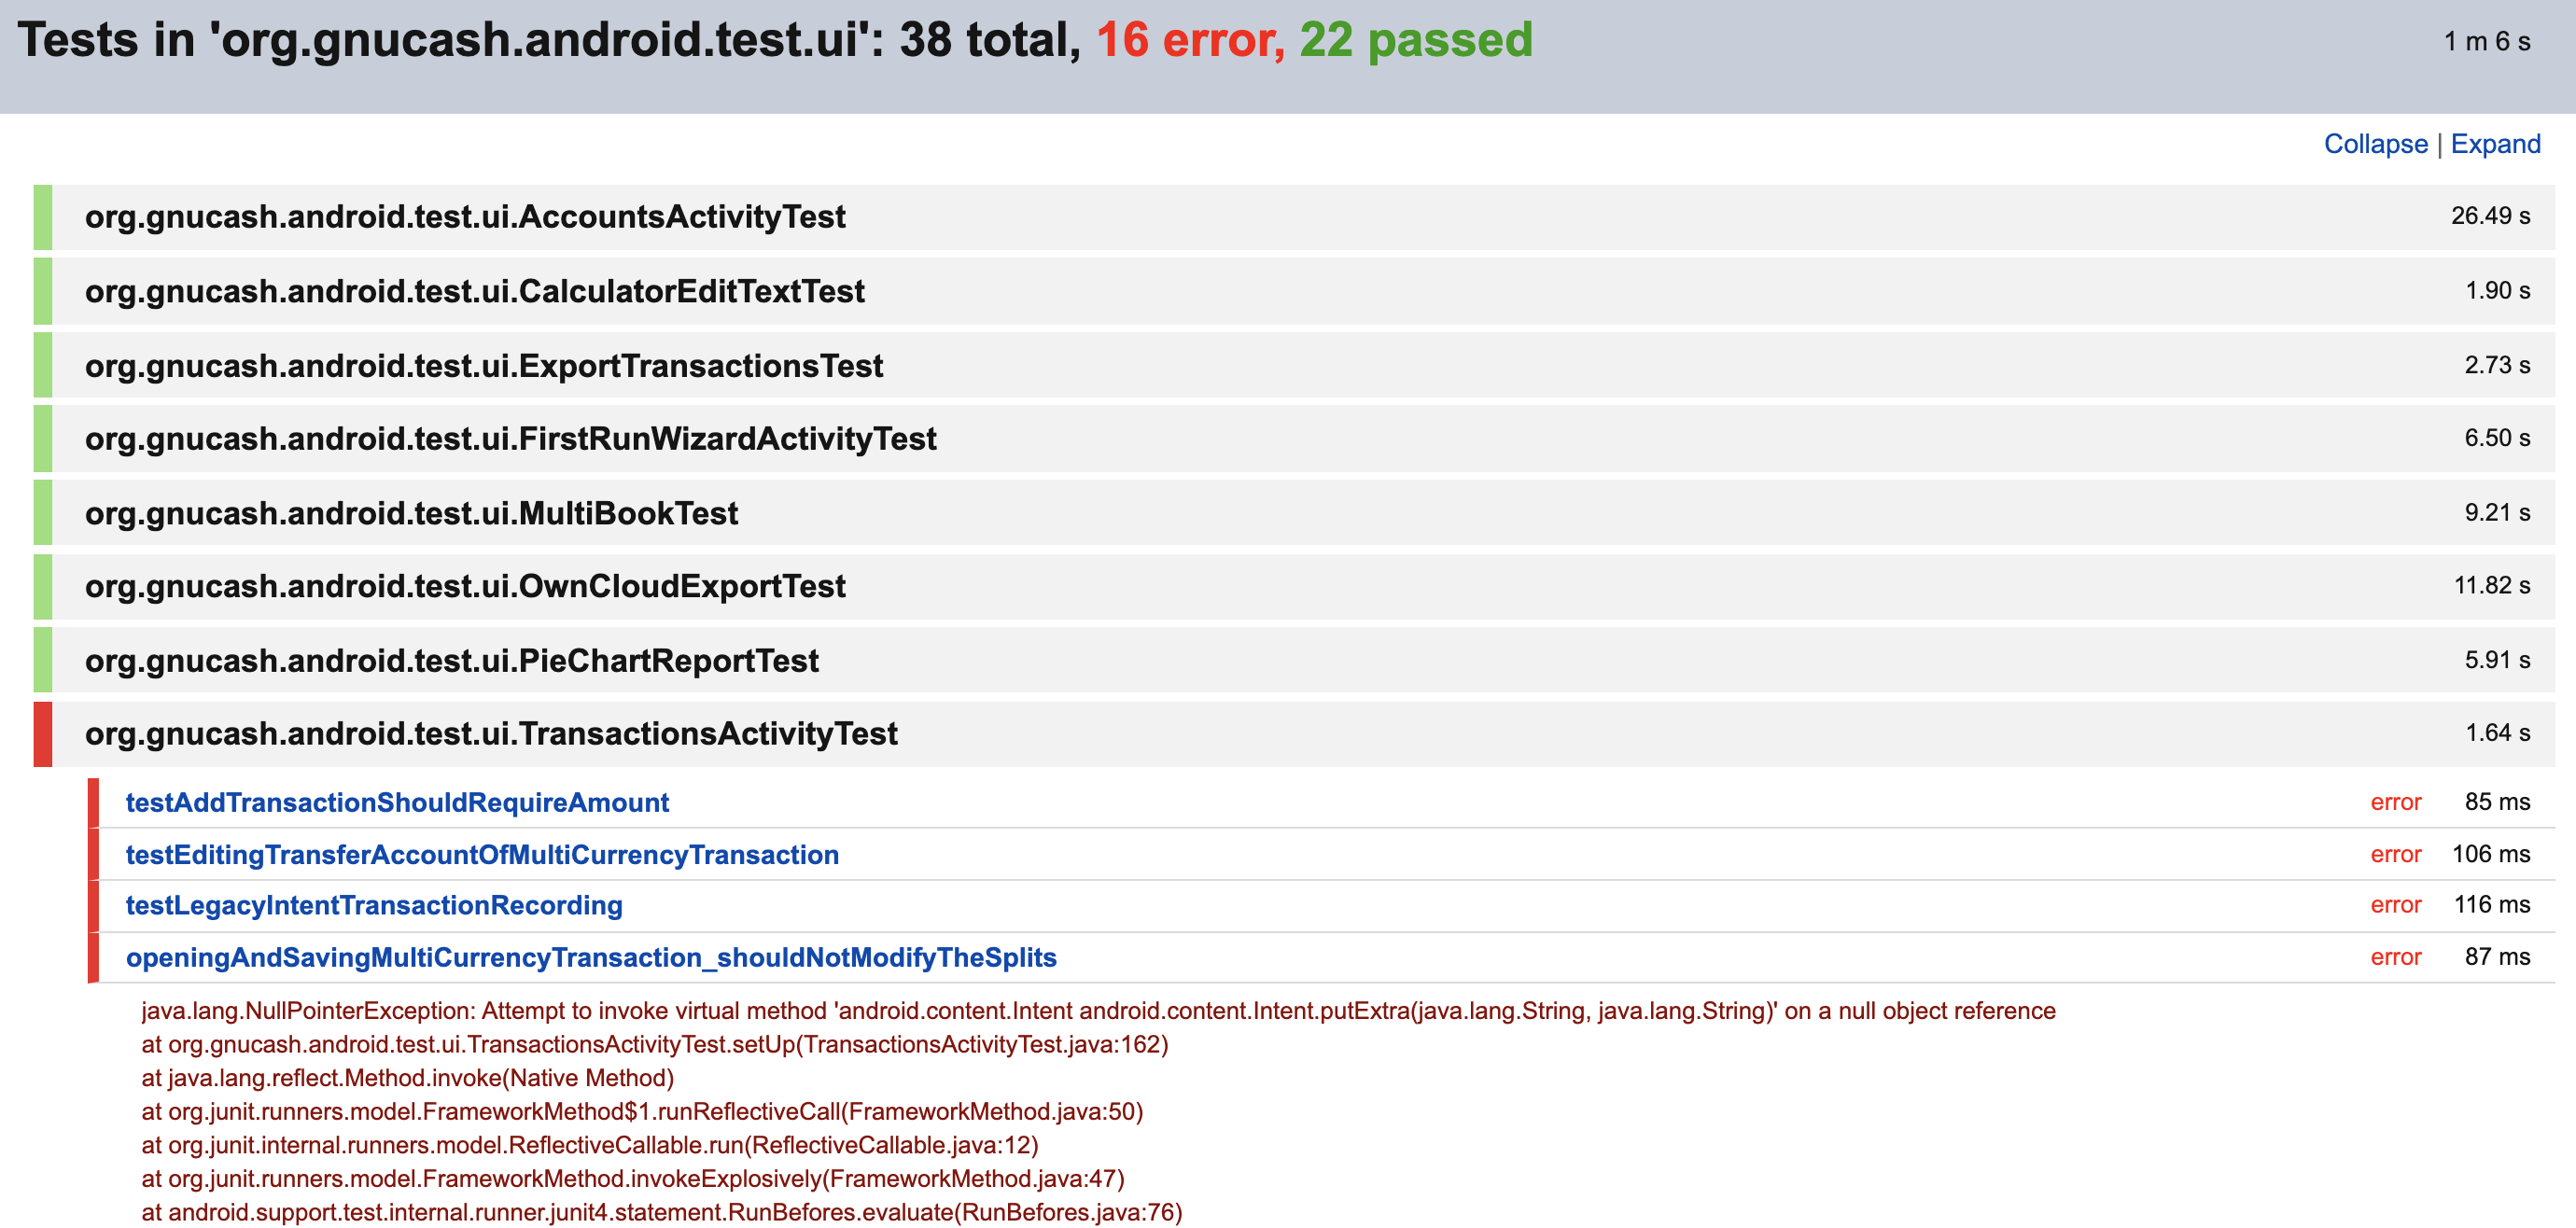 Tests in 'org.gnucash.android.test.ui': 38 total, 16 error, 22 passed 1 m 6 s
Collapse | Expand
org.gnucash.android.test.ui.AccountsActivityTest 26.49 s
org.gnucash.android.test.ui.CalculatorEditTextTest 1.90 s
org.gnucash.android.test.ui.ExportTransactionsTest 2.73 s
org.gnucash.android.test.ui.FirstRunWizardActivityTest 6.50 s
org.gnucash.android.test.ui.MultiBookTest 9.21 s
org.gnucash.android.test.ui.OwnCloudExportTest 11.82 s
org.gnucash.android.test.ui.PieChartReportTest 5.91 s
org.gnucash.android.test.ui.TransactionsActivityTest 1.64 s
testAddTransactionShouldRequireAmount error 85 ms
testEditingTransferAccountOfMultiCurrencyTransaction error 106 ms
testLegacyIntentTransactionRecording error 116 ms
openingAndSavingMultiCurrencyTransaction_shouldNotModifyTheSplits error 87 ms
java.lang.NullPointerException: Attempt to invoke virtual method 'android.content.Intent android.content.Intent.putExtra(java.lang.String, java.lang.String)' on a null object reference
at org.gnucash.android.test.ui.TransactionsActivityTest.setUp(TransactionsActivityTest.java:162)
at java.lang.reflect.Method.invoke(Native Method)
at org.junit.runners.model.FrameworkMethod$1.runReflectiveCall(FrameworkMethod.java:50)
at org.junit.internal.runners.model.ReflectiveCallable.run(ReflectiveCallable.java:12)
at org.junit.runners.model.FrameworkMethod.invokeExplosively(FrameworkMethod.java:47)
at android.support.test.internal.runner.junit4.statement.RunBefores.evaluate(RunBefores.java:76)